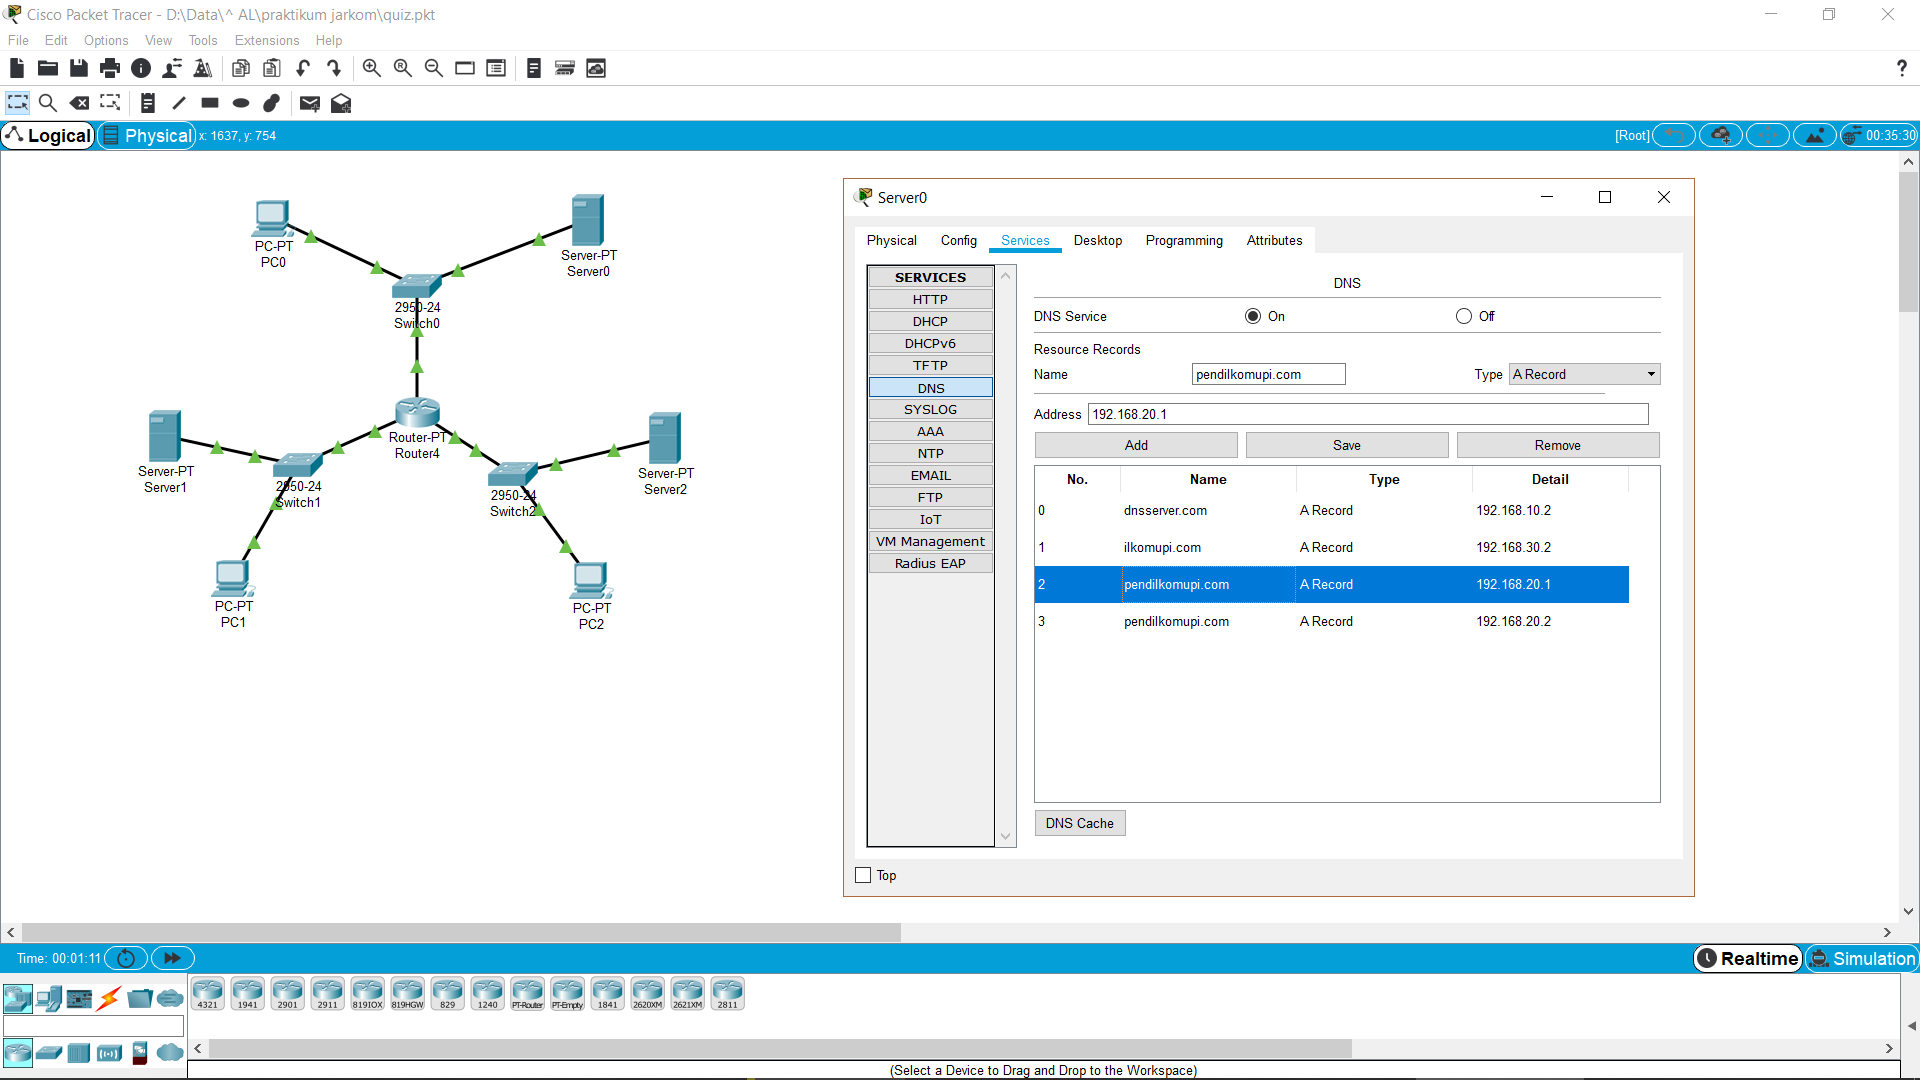 Cisco Packet Tracer - D:\Data\^ AL\praktikum jarkom\quiz.pkt
File Edit Options View Tools Extensions Help
Logical Physical x: 1637, y: 754 [Root] 00:35:30
PC-PT
PC0
Server-PT
Server0
2950-24
Switch0
Router-PT
Router4
Server-PT
Server1
2950-24
Switch1
2950-24
Switch2
Server-PT
Server2
PC-PT
PC1
PC-PT
PC2
Server0
Physical Config Services Desktop Programming Attributes
SERVICES
HTTP
DHCP
DHCPv6
TFTP
DNS
SYSLOG
AAA
NTP
EMAIL
FTP
IoT
VM Management
Radius EAP
DNS
DNS Service On Off
Resource Records
Name pendilkomupi.com Type A Record
Address 192.168.20.1
Add Save Remove
No. Name Type Detail
0 dnsserver.com A Record 192.168.10.2
1 ilkomupi.com A Record 192.168.30.2
2 pendilkomupi.com A Record 192.168.20.1
3 pendilkomupi.com A Record 192.168.20.2
DNS Cache
Top
Time: 00:01:11 Realtime Simulation
4321 1941 2901 2911 819IOX 819HGW 829 1240 PT-Router PT-Empty 1841 2620XM 2621XM 2811
(Select a Device to Drag and Drop to the Workspace)